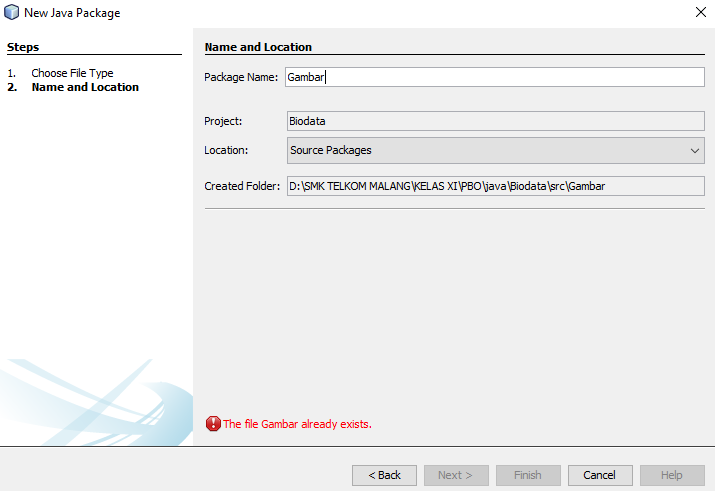 New Java Package
Steps
1. Choose File Type
2. Name and Location
Name and Location
Package Name: Gambar
Project: Biodata
Location: Source Packages
Created Folder: D:\SMK TELKOM MALANG\KELAS XI\PBO\java\Biodata\src\Gambar
The file Gambar already exists.
< Back Next > Finish Cancel Help